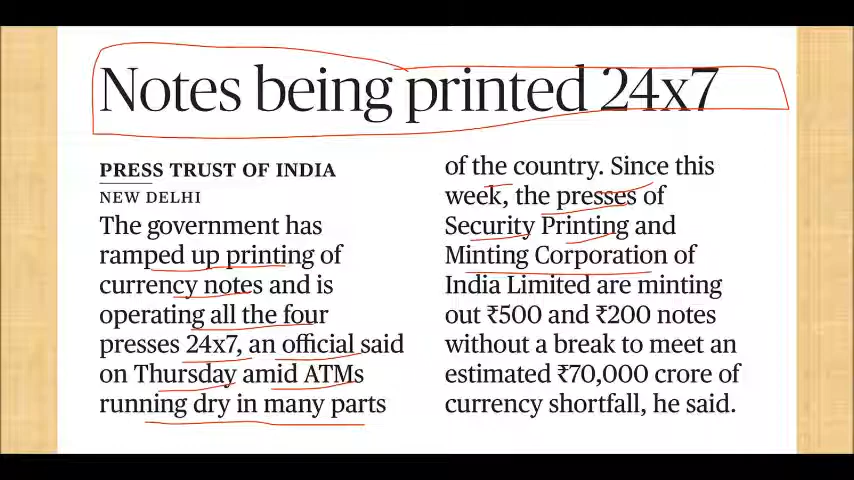 Notes being printed 24x7
PRESS TRUST OF INDIA
NEW DELHI
The government has
ramped up printing of
currency notes and is
operating all the four
presses 24x7, an official said
on Thursday amid ATMs
running dry in many parts
of the country. Since this
week, the presses of
Security Printing and
Minting Corporation of
India Limited are minting
out ₹500 and ₹200 notes
without a break to meet an
estimated ₹70,000 crore of
currency shortfall, he said.